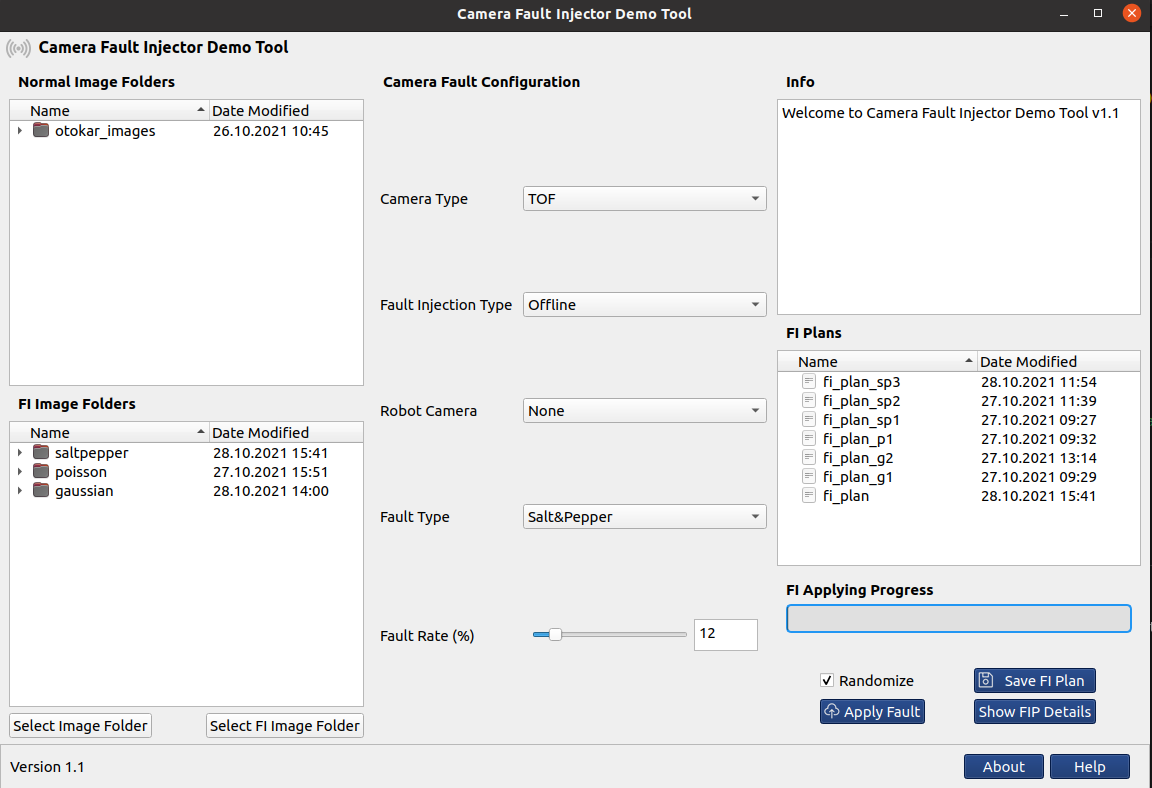 Camera Fault Injector Demo Tool
Camera Fault Injector Demo Tool
Normal Image Folders
Name Date Modified
otokar_images 26.10.2021 10:45
FI Image Folders
Name Date Modified
saltpepper 28.10.2021 15:41
poisson 27.10.2021 15:51
gaussian 28.10.2021 14:00
Select Image Folder Select FI Image Folder
Camera Fault Configuration
Camera Type TOF
Fault Injection Type Offline
Robot Camera None
Fault Type Salt&Pepper
Fault Rate (%) 12
Info
Welcome to Camera Fault Injector Demo Tool v1.1
FI Plans
Name Date Modified
fi_plan_sp3 28.10.2021 11:54
fi_plan_sp2 27.10.2021 11:39
fi_plan_sp1 27.10.2021 09:27
fi_plan_p1 27.10.2021 09:32
fi_plan_g2 27.10.2021 13:14
fi_plan_g1 27.10.2021 09:29
fi_plan 28.10.2021 15:41
FI Applying Progress
Randomize Save FI Plan
Apply Fault Show FIP Details
Version 1.1 About Help